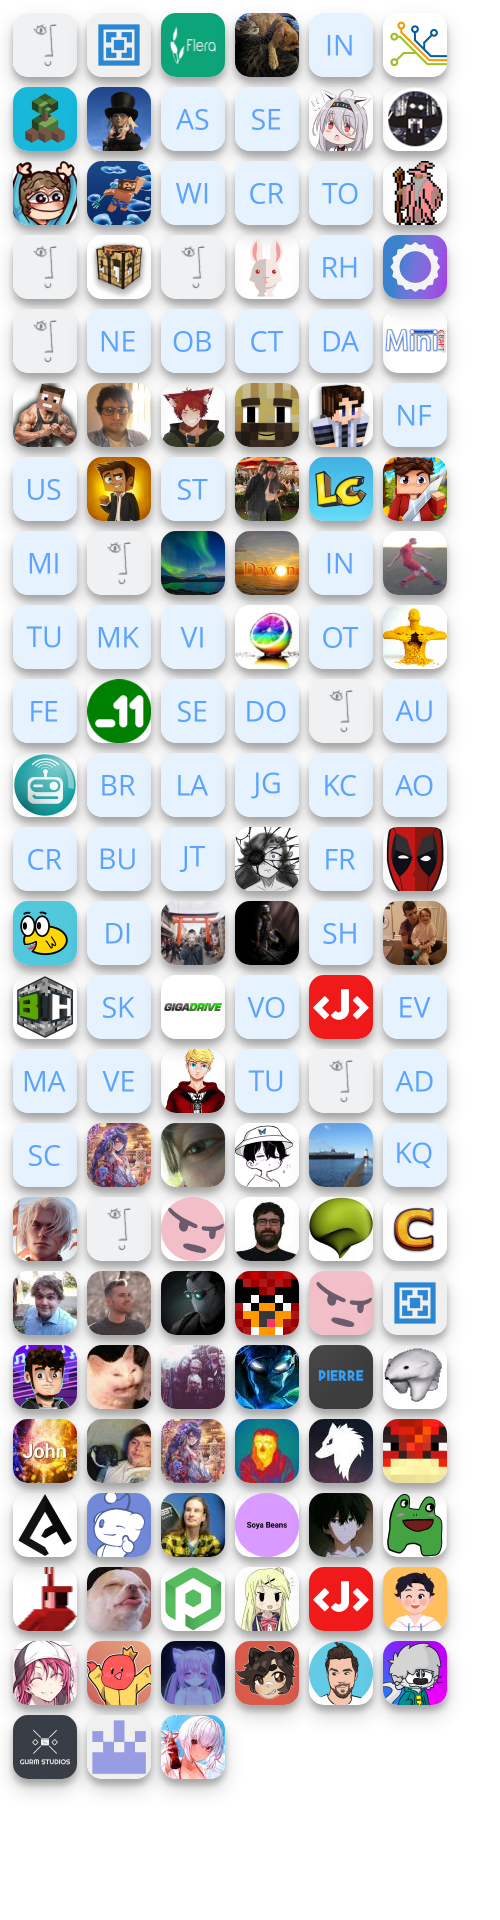 Flera
IN
AS
SE
WI
CR
TO
RH
NE
OB
CT
DA
Mini
NF
US
ST
LC
MI
Dawn
IN
TU
MK
VI
OT
FE
_11
SE
DO
AU
BR
LA
JG
KC
AO
CR
BU
JT
FR
DI
SH
BH
SK
GIGADRIVE
VO
<J>
EV
MA
VE
TU
AD
SC
KQ
C
PIERRE
John
Soya Beans
<J>
GURM STUDIOS